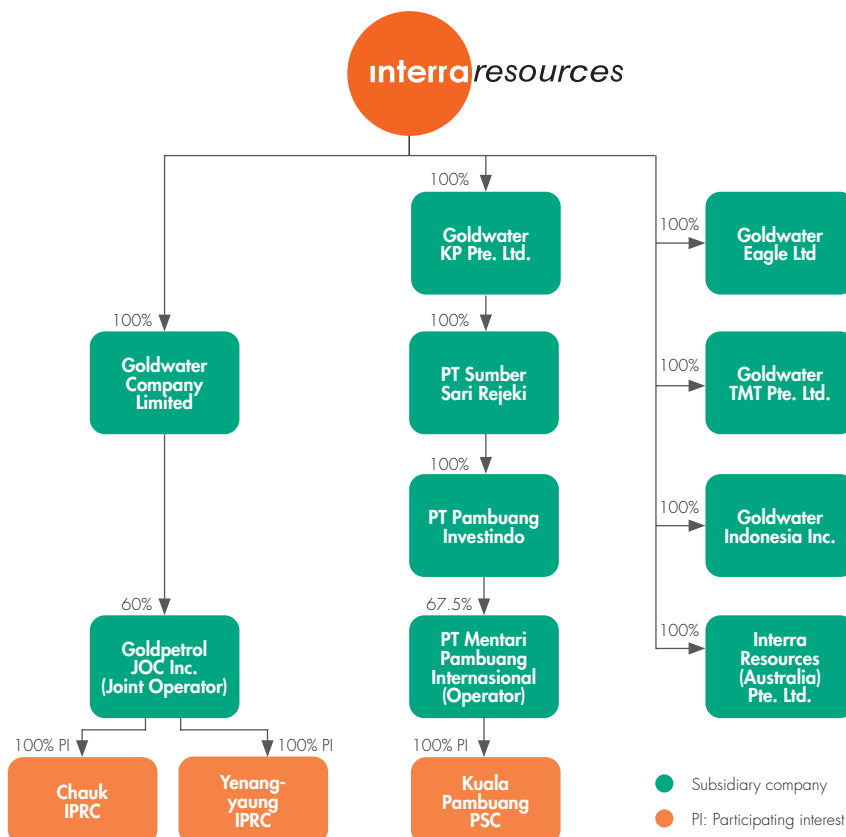 interraresources
100%
Goldwater
KP Pte. Ltd.
100%
Goldwater
Eagle Ltd
100%
Goldwater
Company
Limited
100%
PT Sumber
Sari Rejeki
100%
Goldwater
TMT Pte. Ltd.
100%
PT Pambuang
Investindo
100%
Goldwater
Indonesia Inc.
60%
Goldpetrol
JOC Inc.
(Joint Operator)
67.5%
PT Mentari
Pambuang
Internasional
(Operator)
100%
Interra
Resources
(Australia)
Pte. Ltd.
100% PI
Chauk
IPRC
100% PI
Yenang-
yaung
IPRC
100% PI
Kuala
Pambuang
PSC
Subsidiary company
PI: Participating interest